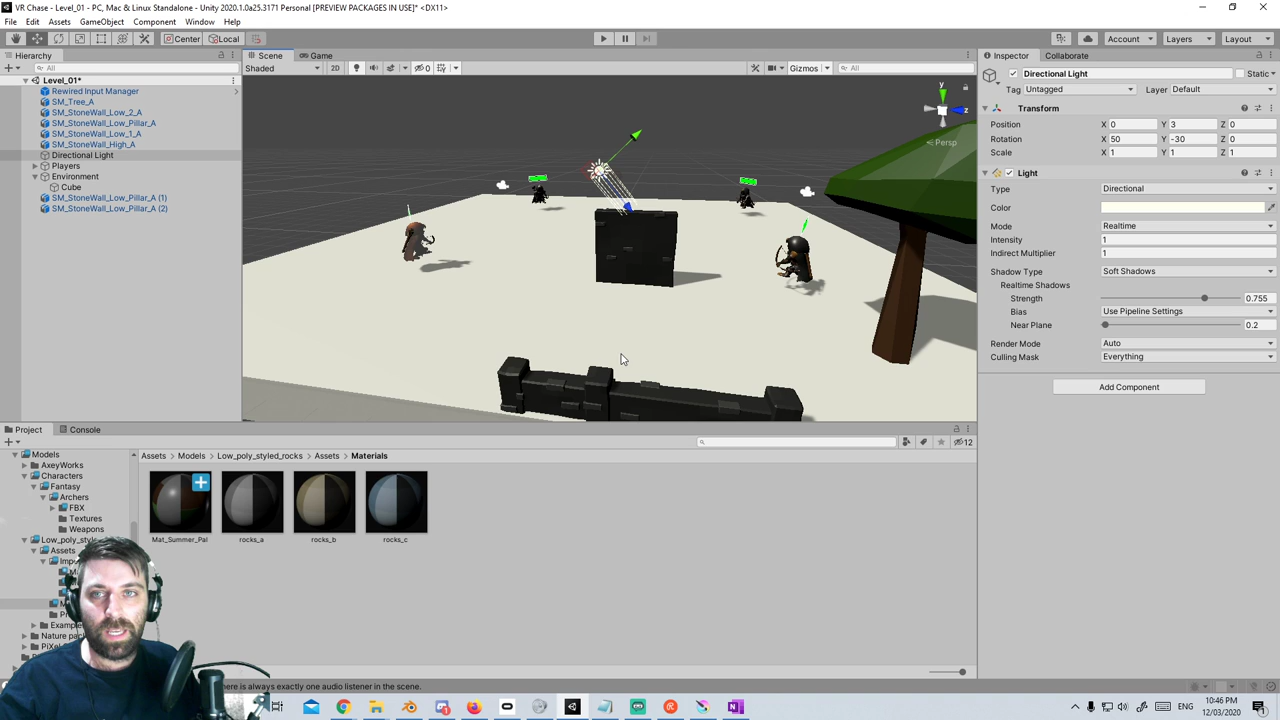 VR Chase - Level_01 - PC, Mac & Linux Standalone - Unity 2020.1.0a25.3171 Personal [PREVIEW PACKAGES IN USE]* <DX11>
File Edit Assets GameObject Component Window Help
Center Local Account Layers Layout
Hierarchy Scene Game Inspector Collaborate
All Shaded 2D 0 Gizmos All
Directional Light Static
Level_01*
Tag Untagged Layer Default
Rewired Input Manager
SM_Tree_A
SM_StoneWall_Low_2_A
SM_StoneWall_Low_Pillar_A
SM_StoneWall_Low_1_A
SM_StoneWall_High_A
Directional Light
Players
Environment
Cube
SM_StoneWall_Low_Pillar_A (1)
SM_StoneWall_Low_Pillar_A (2)
y
z
Persp
Transform
Position X 0 Y 3 Z 0
Rotation X 50 Y -30 Z 0
Scale X 1 Y 1 Z 1
Light
Type Directional
Color
Mode Realtime
Intensity 1
Indirect Multiplier 1
Shadow Type Soft Shadows
Realtime Shadows
Strength 0.755
Bias Use Pipeline Settings
Near Plane 0.2
Render Mode Auto
Culling Mask Everything
Add Component
Project Console
12
Assets Models Low_poly_styled_rocks Assets Materials
Models
AxeyWorks
Characters
Fantasy
Archers
FBX
Textures
Weapons
Low_poly_sty
Assets
Imp
Example
Nature pac
PiXel
Mat_Summer_Pal rocks_a rocks_b rocks_c
here is always exactly one audio listener in the scene.
ENG 10:46 PM
12/03/2020